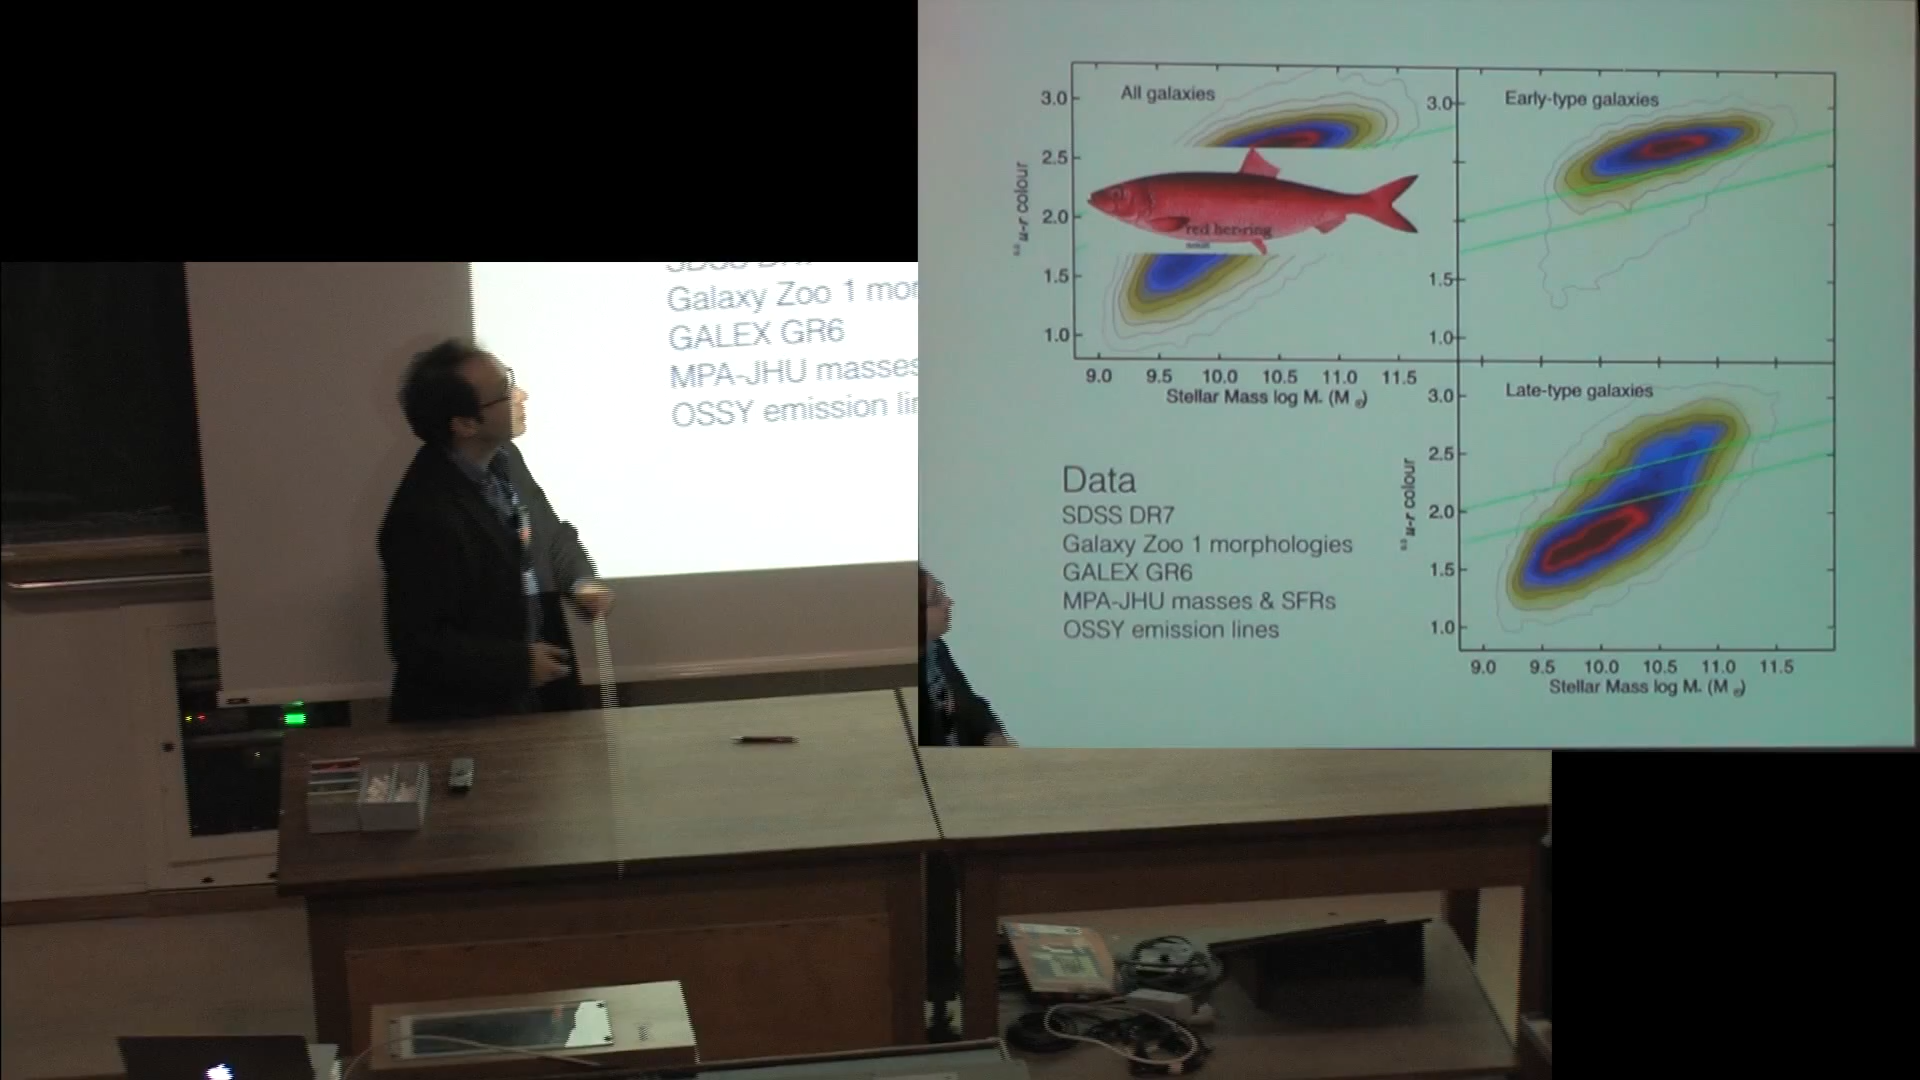 All galaxies
3.0
2.5
2.0
1.5
1.0
u-r colour
red her·ring
noun
9.0 9.5 10.0 10.5 11.0 11.5
Stellar Mass log M* (M⊙)
Early-type galaxies
3.0
1.5
1.0
Late-type galaxies
3.0
2.5
2.0
1.5
1.0
u-r colour
9.0 9.5 10.0 10.5 11.0 11.5
Stellar Mass log M* (M⊙)
Data
SDSS DR7
Galaxy Zoo 1 morphologies
GALEX GR6
MPA-JHU masses & SFRs
OSSY emission lines
SDSS
Galaxy Zoo 1 mor
GALEX GR6
MPA-JHU masses
OSSY emission lin